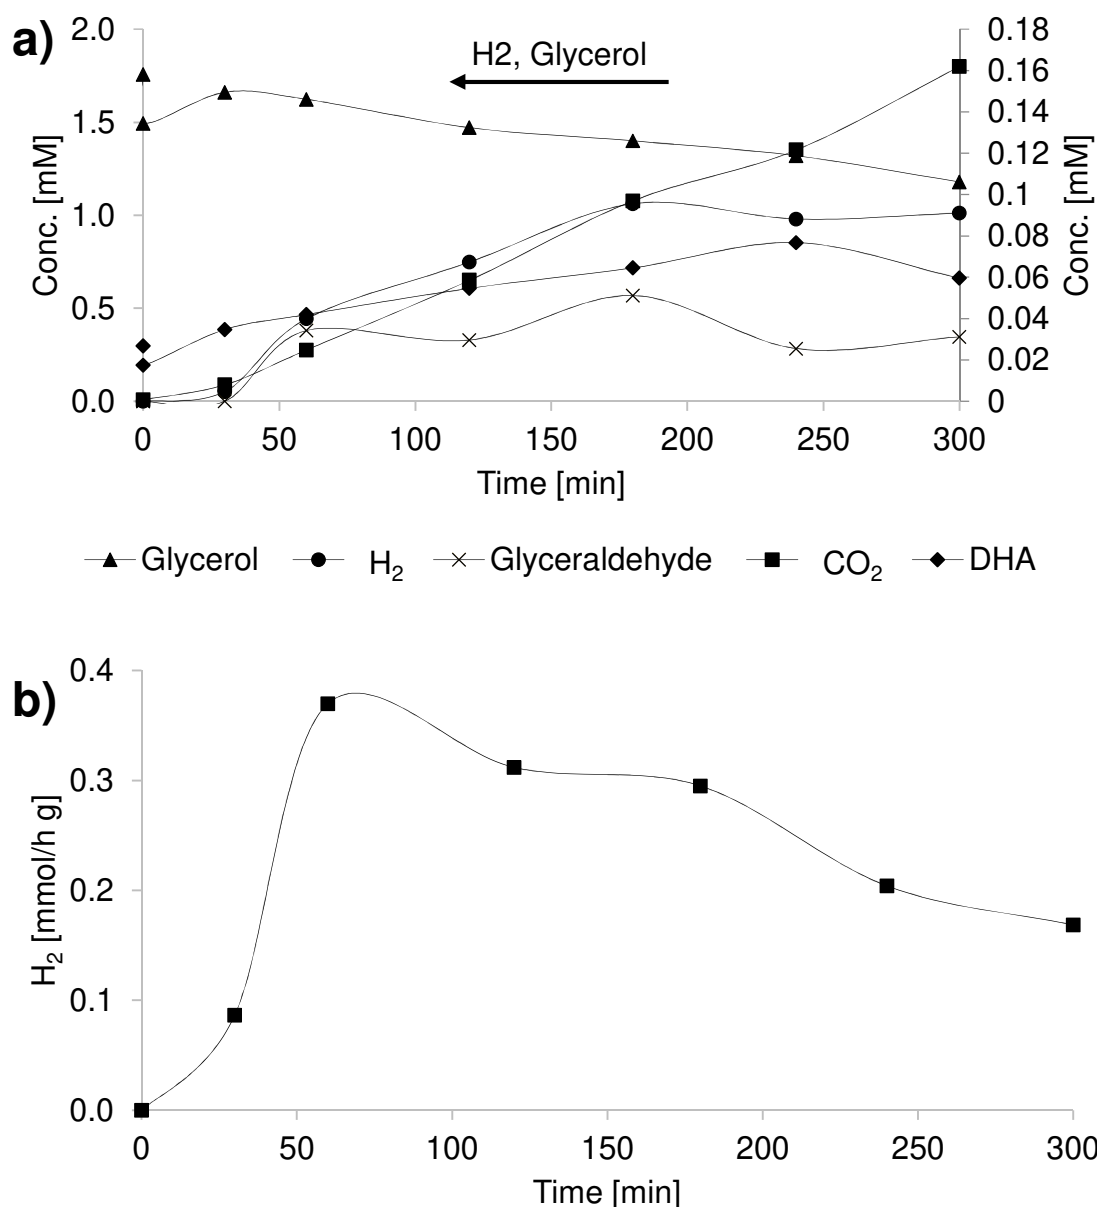 a)
H2, Glycerol
2.0
1.5
1.0
0.5
0.0
Conc. [mM]
0.18
0.16
0.14
0.12
0.1
0.08
0.06
0.04
0.02
0
Conc. [mM]
0 50 100 150 200 250 300
Time [min]
Glycerol H₂ Glyceraldehyde CO₂ DHA
b)
0.4
0.3
0.2
0.1
0.0
H₂ [mmol/h g]
0 50 100 150 200 250 300
Time [min]